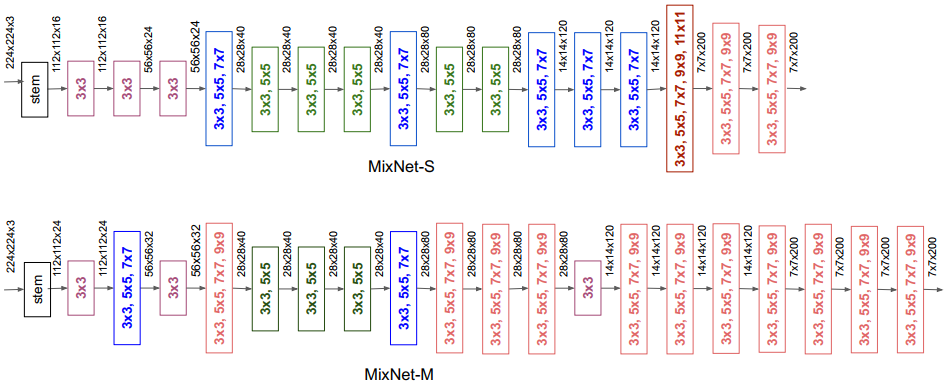 224x224x3
stem
112x112x16
3x3
112x112x16
3x3
56x56x24
3x3
56x56x24
3x3, 5x5, 7x7
28x28x40
3x3, 5x5
28x28x40
3x3, 5x5
28x28x40
3x3, 5x5
28x28x40
3x3, 5x5, 7x7
28x28x80
3x3, 5x5
28x28x80
3x3, 5x5
28x28x80
3x3, 5x5, 7x7
14x14x120
3x3, 5x5, 7x7
14x14x120
3x3, 5x5, 7x7
14x14x120
3x3, 5x5, 7x7, 9x9, 11x11
7x7x200
3x3, 5x5, 7x7, 9x9
7x7x200
3x3, 5x5, 7x7, 9x9
7x7x200
MixNet-S
224x224x3
stem
112x112x24
3x3
112x112x24
3x3, 5x5, 7x7
56x56x32
3x3
56x56x32
3x3, 5x5, 7x7, 9x9
28x28x40
3x3, 5x5
28x28x40
3x3, 5x5
28x28x40
3x3, 5x5
28x28x40
3x3, 5x5, 7x7
28x28x80
3x3, 5x5, 7x7, 9x9
28x28x80
3x3, 5x5, 7x7, 9x9
28x28x80
3x3, 5x5, 7x7, 9x9
28x28x80
3x3
14x14x120
3x3, 5x5, 7x7, 9x9
14x14x120
3x3, 5x5, 7x7, 9x9
14x14x120
3x3, 5x5, 7x7, 9x9
14x14x120
3x3, 5x5, 7x7, 9x9
7x7x200
3x3, 5x5, 7x7, 9x9
7x7x200
3x3, 5x5, 7x7, 9x9
7x7x200
3x3, 5x5, 7x7, 9x9
MixNet-M